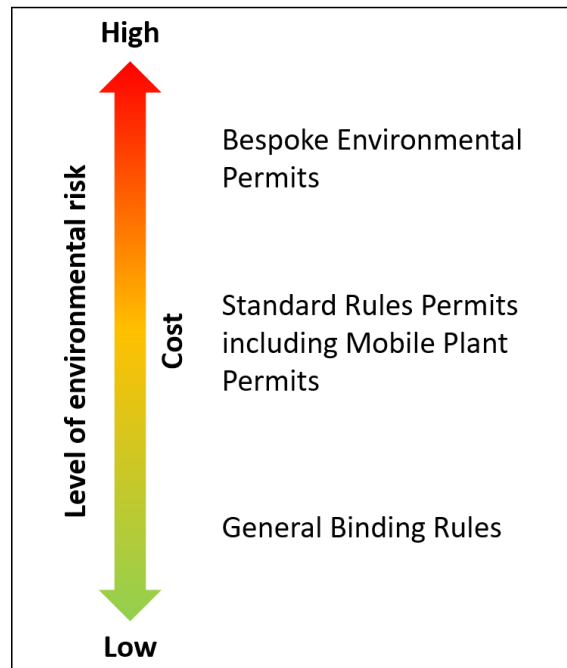 High
Level of environmental risk
Cost
Bespoke Environmental
Permits
Standard Rules Permits
including Mobile Plant
Permits
General Binding Rules
Low